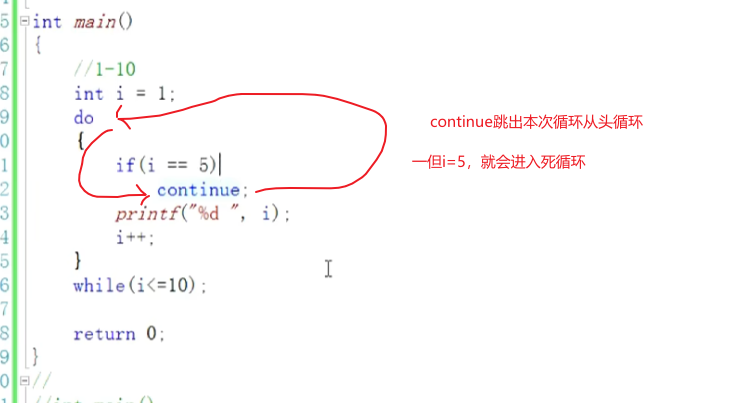 5 int main()
6 {
7 //1-10
8 int i = 1;
9 do
0 {
1 if(i == 5)
2 continue;
3 printf("%d ", i);
4 i++;
5 }
6 while(i<=10);
7
8 return 0;
9 }
0 //
continue跳出本次循环从头循环
一但i=5，就会进入死循环